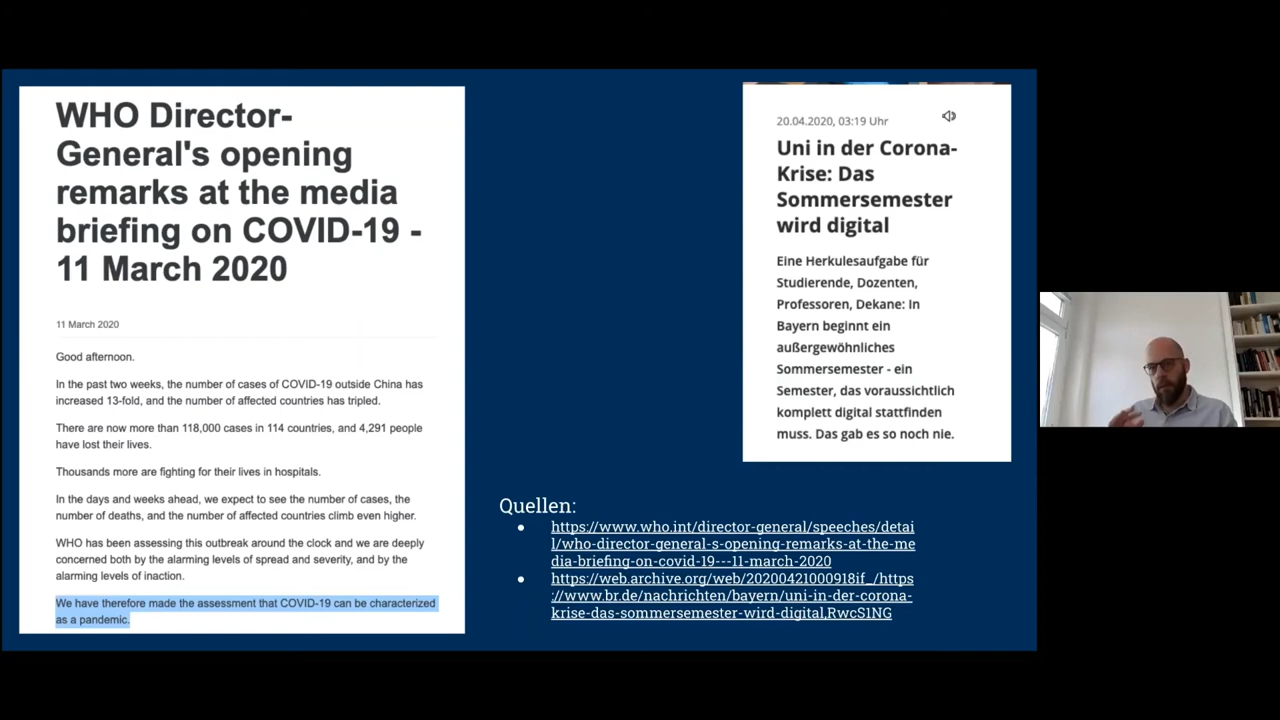 WHO Director-
General's opening
remarks at the media
briefing on COVID-19 -
11 March 2020
11 March 2020
Good afternoon.
In the past two weeks, the number of cases of COVID-19 outside China has
increased 13-fold, and the number of affected countries has tripled.
There are now more than 118,000 cases in 114 countries, and 4,291 people
have lost their lives.
Thousands more are fighting for their lives in hospitals.
In the days and weeks ahead, we expect to see the number of cases, the
number of deaths, and the number of affected countries climb even higher.
WHO has been assessing this outbreak around the clock and we are deeply
concerned both by the alarming levels of spread and severity, and by the
alarming levels of inaction.
We have therefore made the assessment that COVID-19 can be characterized
as a pandemic.
20.04.2020, 03:19 Uhr
Uni in der Corona-
Krise: Das
Sommersemester
wird digital
Eine Herkulesaufgabe für
Studierende, Dozenten,
Professoren, Dekane: In
Bayern beginnt ein
außergewöhnliches
Sommersemester - ein
Semester, das voraussichtlich
komplett digital stattfinden
muss. Das gab es so noch nie.
Quellen:
● https://www.who.int/director-general/speeches/detai
l/who-director-general-s-opening-remarks-at-the-me
dia-briefing-on-covid-19---11-march-2020
● https://web.archive.org/web/20200421000918if_/https
://www.br.de/nachrichten/bayern/uni-in-der-corona-
krise-das-sommersemester-wird-digital,RwcS1NG